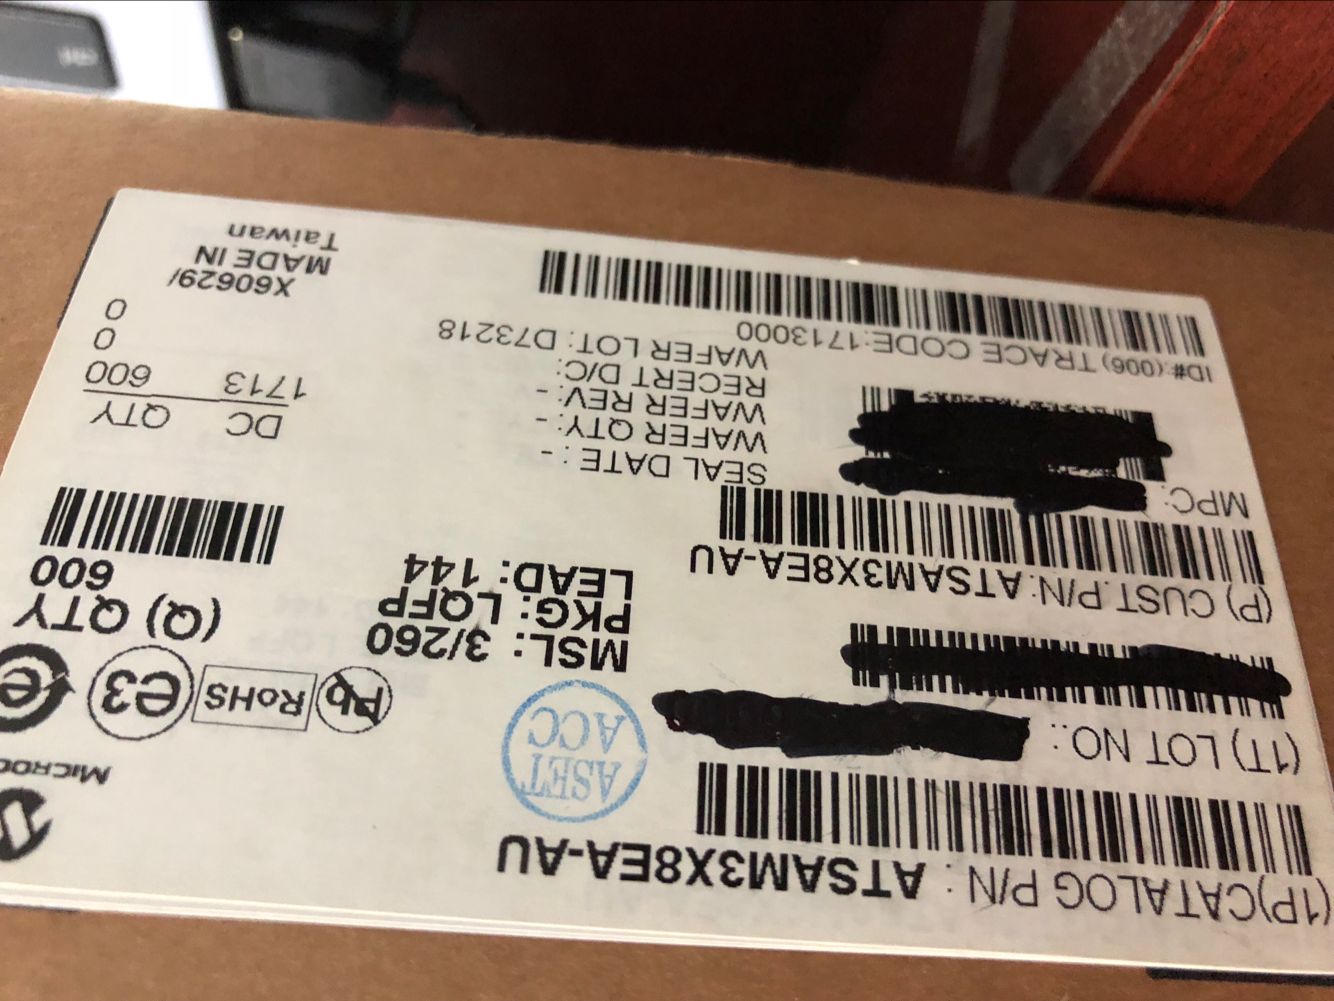 (1P)CATALOG P/N : ATSAM3X8EA-AU
(1T) LOT NO.:
(P) CUST P/N: ATSAM3X8EA-AU
MPC:
ID#:(006) TRACE CODE:1713000
ASET
ACC
MSL: 3/260
PKG: LQFP
LEAD: 144
SEAL DATE : -
WAFER QTY: -
WAFER REV: -
RECERT D/C:
WAFER LOT: D73218
Pb
RoHS
e3
e
(Q) QTY
600
DC QTY
1713 600
0
0
X60629/
MADE IN
Taiwan